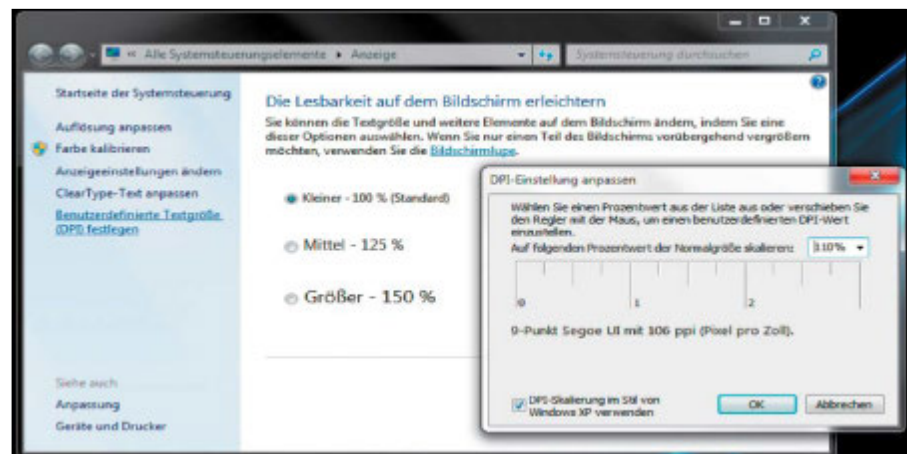 « Alle Systemsteuerungselemente ▸ Anzeige
Systemsteuerung durchsuchen
Startseite der Systemsteuerung
Auflösung anpassen
Farbe kalibrieren
Anzeigeeinstellungen ändern
ClearType-Text anpassen
Benutzerdefinierte Textgröße
(DPI) festlegen
Siehe auch
Anpassung
Geräte und Drucker
Die Lesbarkeit auf dem Bildschirm erleichtern
Sie können die Textgröße und weitere Elemente auf dem Bildschirm ändern, indem Sie eine
dieser Optionen auswählen. Wenn Sie nur einen Teil des Bildschirms vorübergehend vergrößern
möchten, verwenden Sie die Bildschirmlupe.
Kleiner - 100 % (Standard)
Mittel - 125 %
Größer - 150 %
DPI-Einstellung anpassen
Wählen Sie einen Prozentwert aus der Liste aus oder verschieben Sie
den Regler mit der Maus, um einen benutzerdefinierten DPI-Wert
einzustellen.
Auf folgenden Prozentwert der Normalgröße skalieren: 110%
0 1 2
9-Punkt Segoe UI mit 106 ppi (Pixel pro Zoll).
DPI-Skalierung im Stil von
Windows XP verwenden
OK Abbrechen